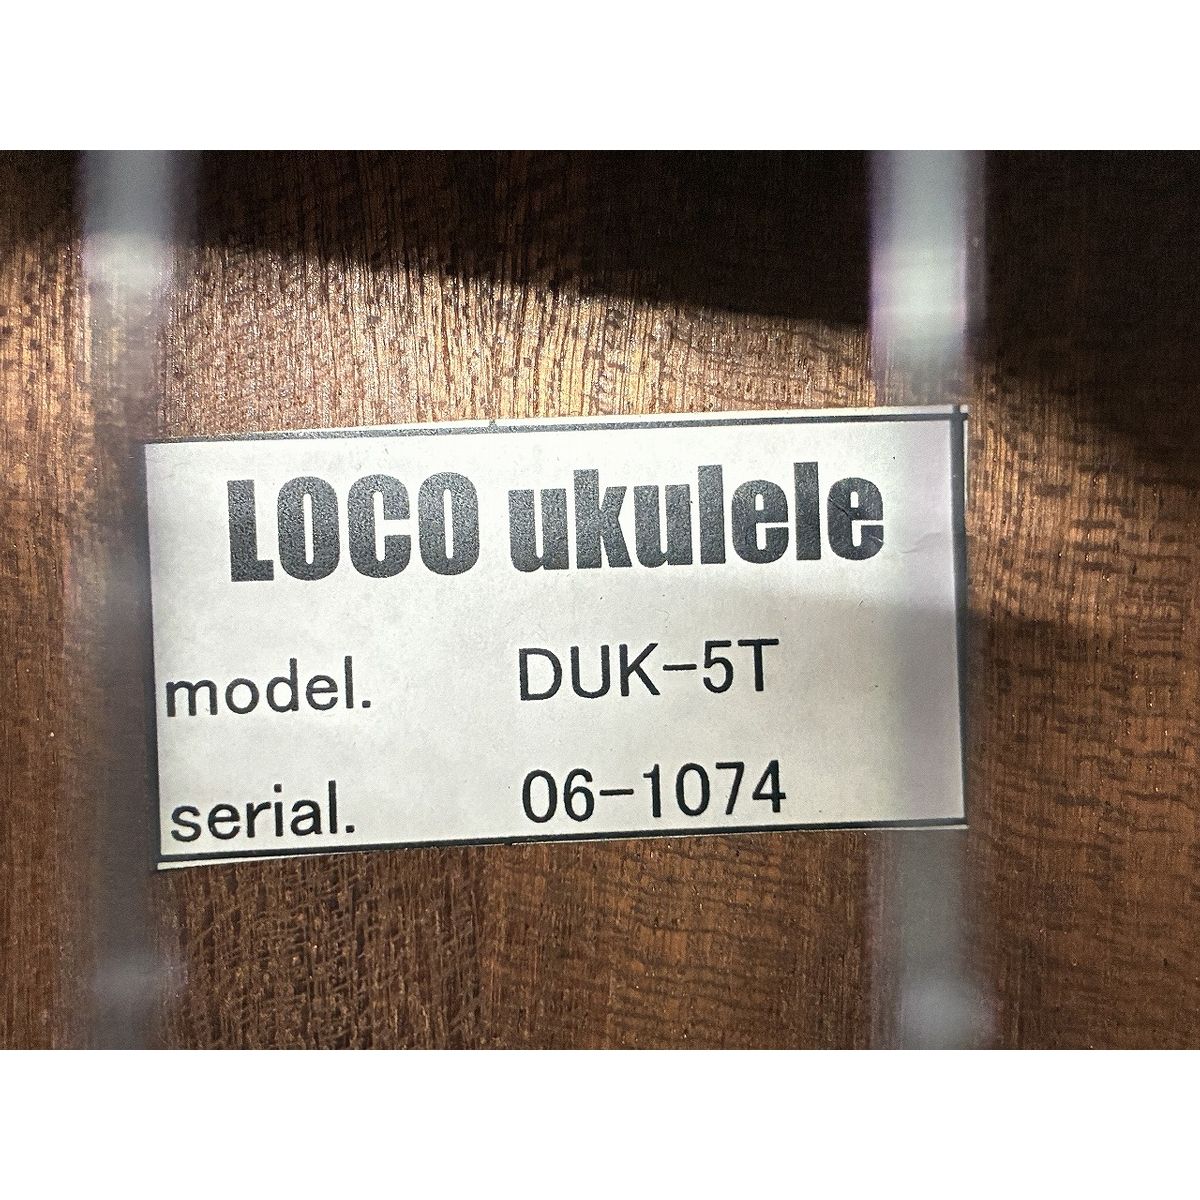 LOCO ukulele
model. DUK-5T
serial. 06-1074